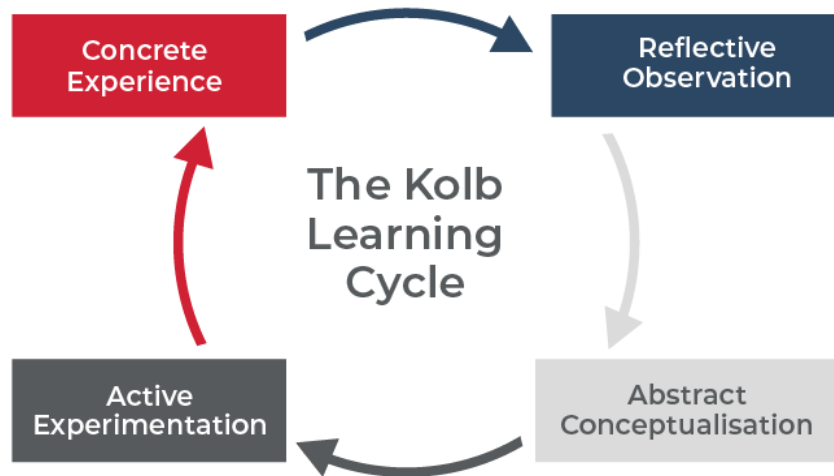 Concrete
Experience
Reflective
Observation
The Kolb
Learning
Cycle
Active
Experimentation
Abstract
Conceptualisation